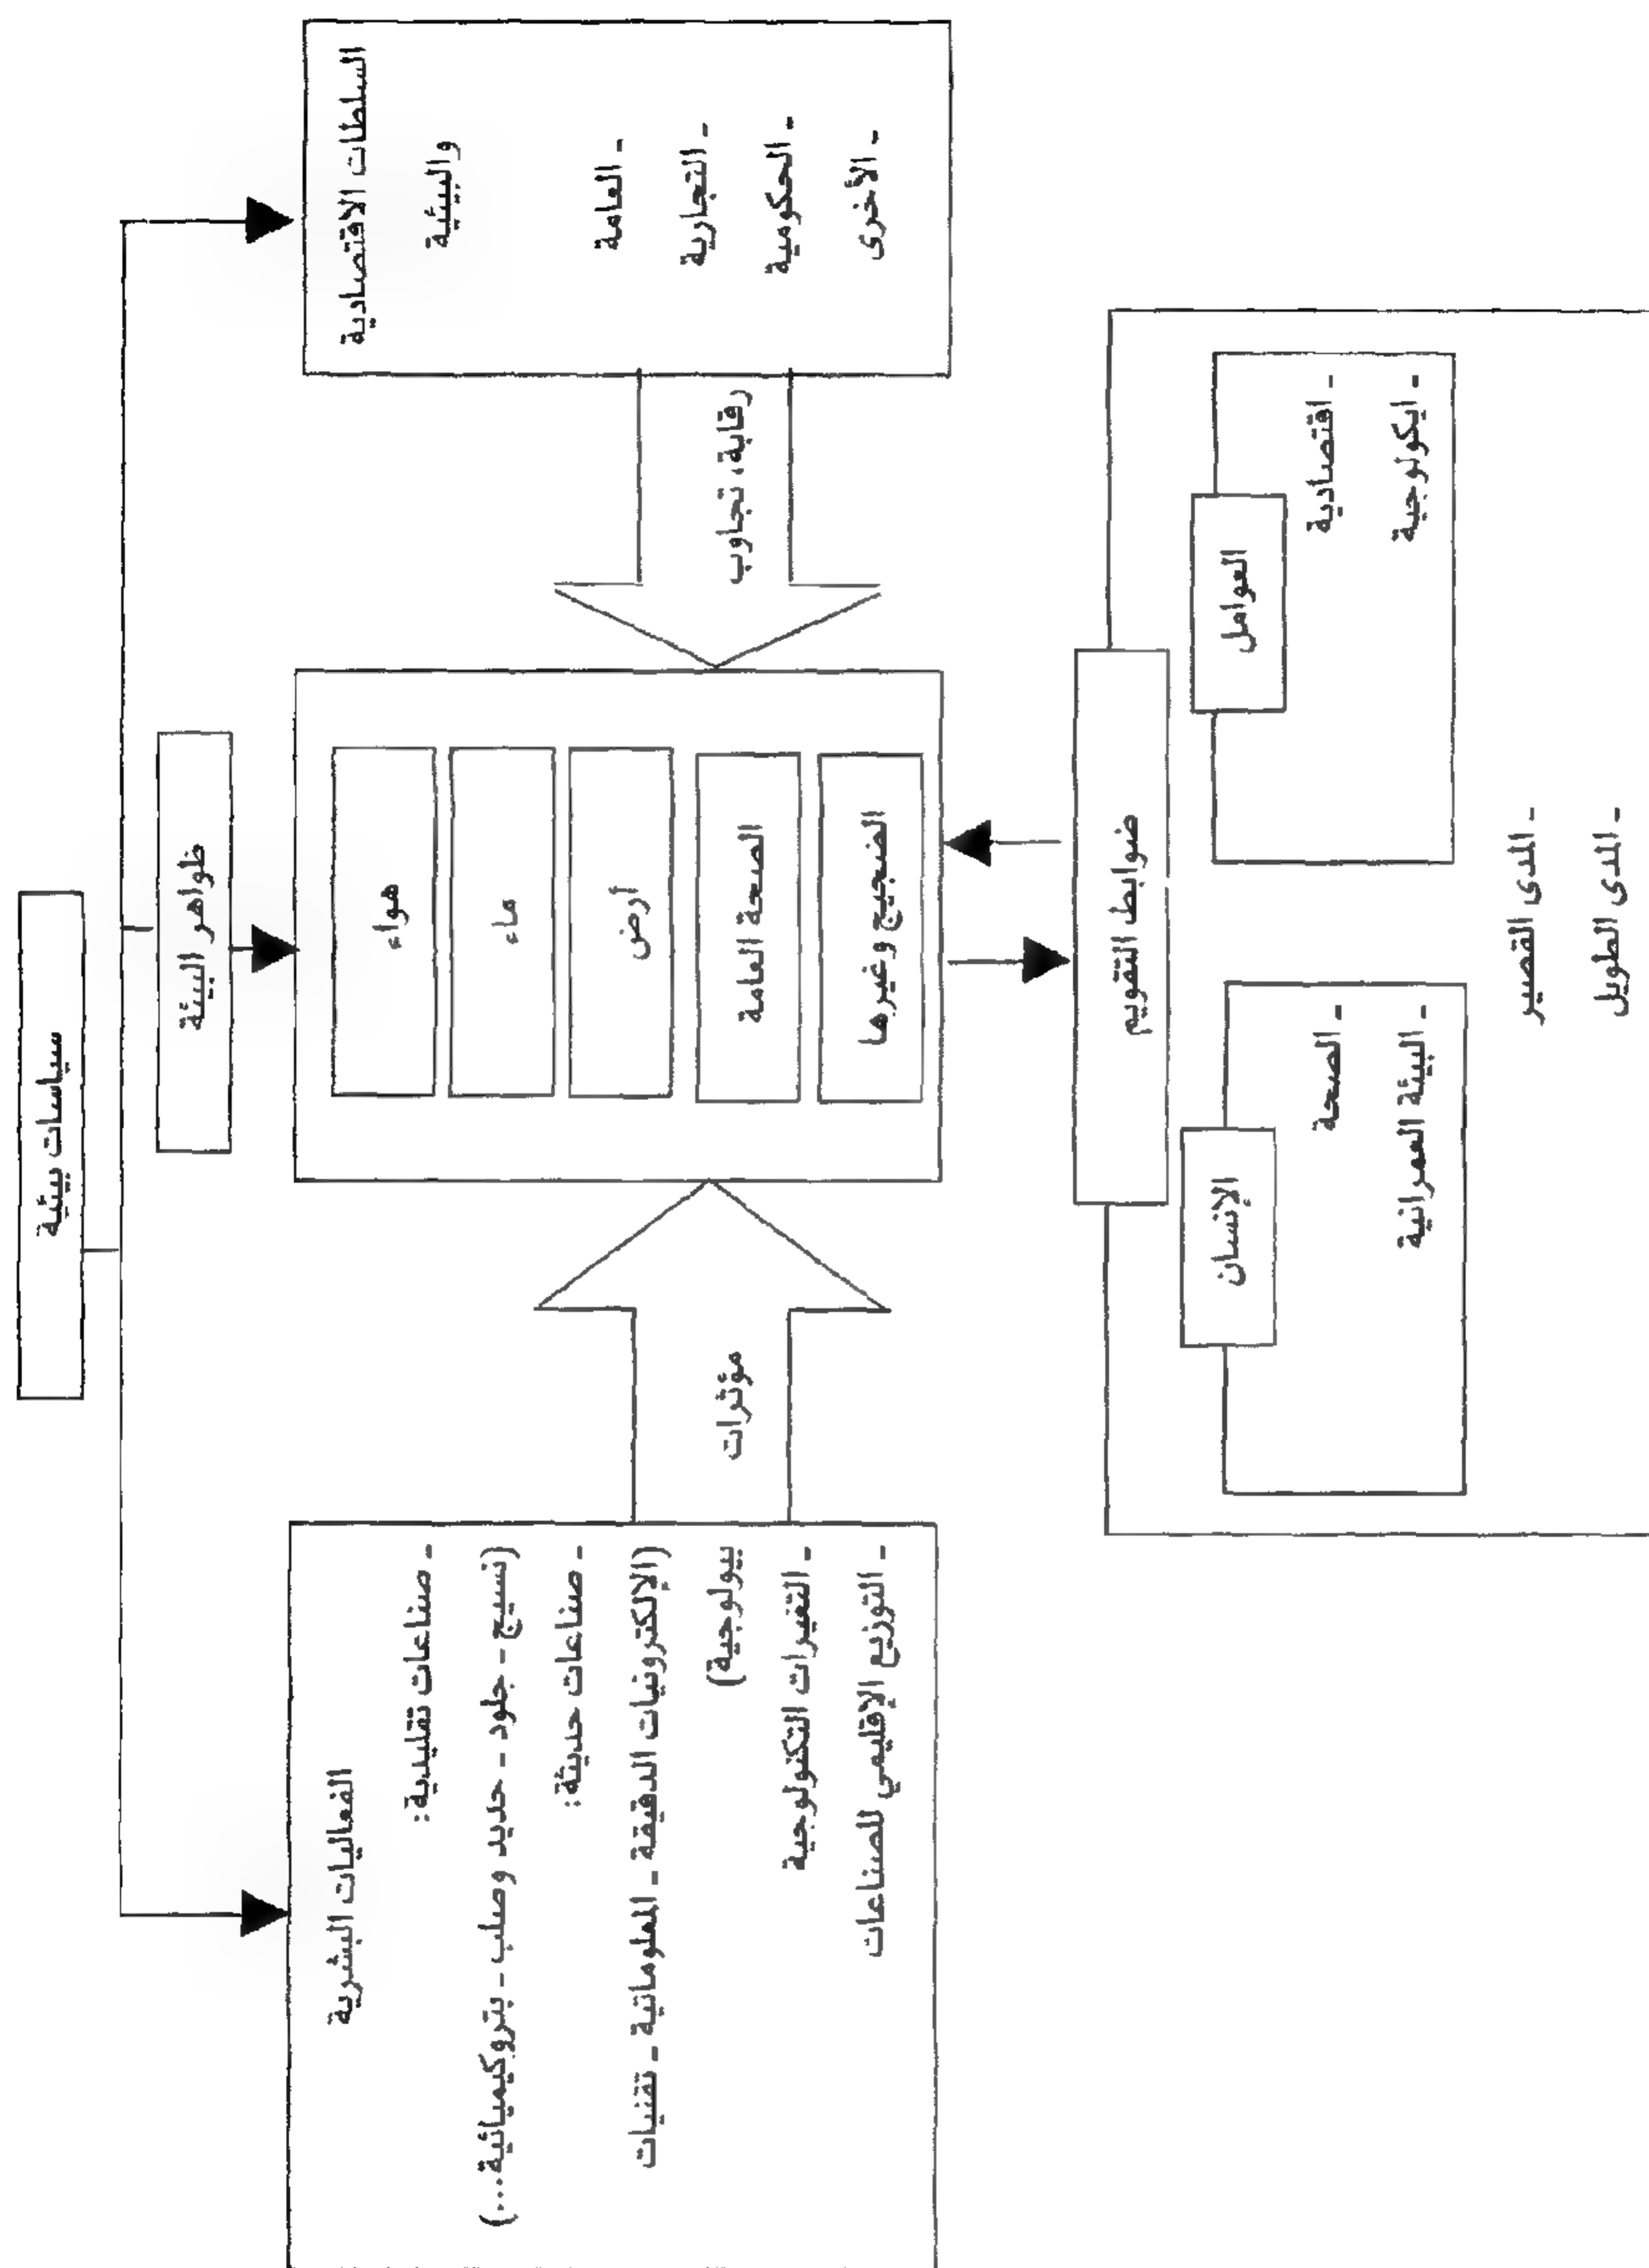 سياسات بيئية
ظواهر البيئة
السلطات الاقتصادية
والبيئية
- العامة
- التجارية
- الحكومية
- الأخرى
رقابة، تجاوب
هواء
ماء
أرض
الصحة العامة
الضجيج وغيرها
مؤثرات
الفعاليات البشرية
- صناعات تقليدية:
(نسيج - جلود - حديد وصلب - بتروكيميائية...)
- صناعات حديثة:
(الإلكترونيات الدقيقة - المعلوماتية - تقنيات
بيولوجية)
- التغيرات التكنولوجية
- التوزيع الإقليمي للصناعات
ضوابط التقويم
العوامل
- اقتصادية
- ايكولوجية
الإنسان
- الصحة
- البيئة العمرانية
- المدى القصير
- المدى الطويل